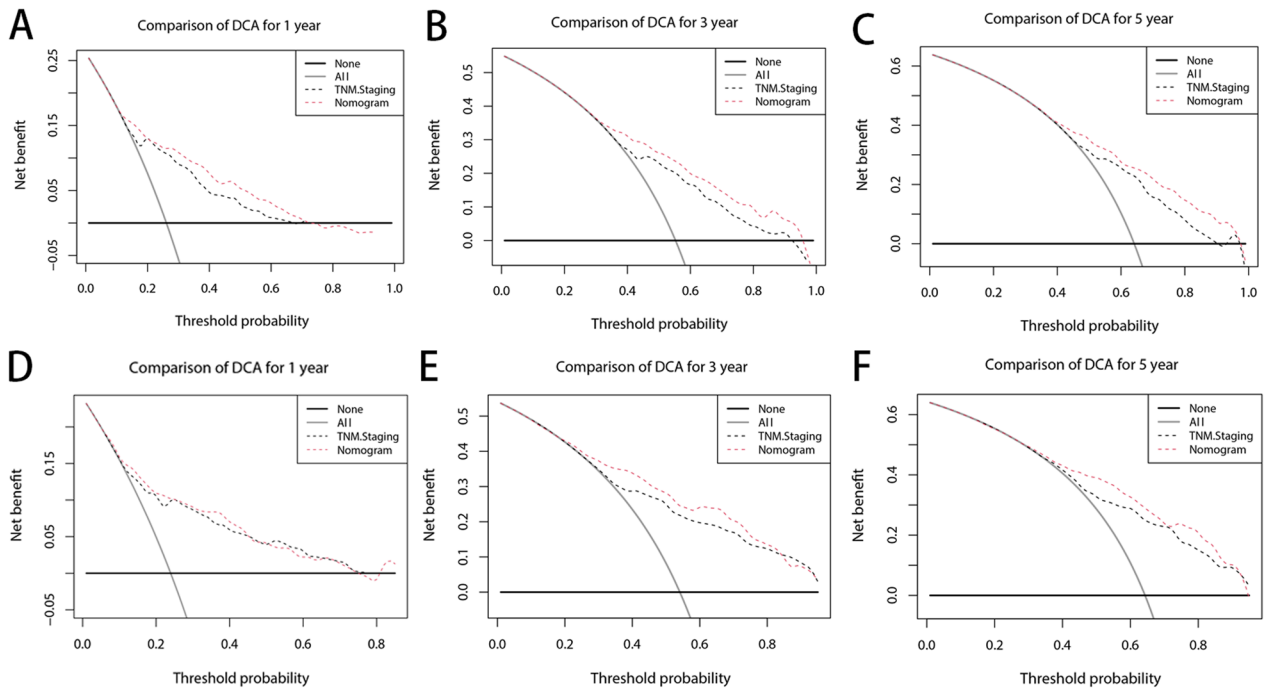 A
Comparison of DCA for 1 year
None
All
TNM.Staging
Nomogram
Net benefit
0.25
0.15
0.05
−0.05
0.0 0.2 0.4 0.6 0.8 1.0
Threshold probability
B
Comparison of DCA for 3 year
None
All
TNM.Staging
Nomogram
Net benefit
0.5
0.4
0.3
0.2
0.1
0.0
0.0 0.2 0.4 0.6 0.8 1.0
Threshold probability
C
Comparison of DCA for 5 year
None
All
TNM.Staging
Nomogram
Net benefit
0.6
0.4
0.2
0.0
0.0 0.2 0.4 0.6 0.8 1.0
Threshold probability
D
Comparison of DCA for 1 year
None
All
TNM.Staging
Nomogram
Net benefit
0.15
0.05
−0.05
0.0 0.2 0.4 0.6 0.8
Threshold probability
E
Comparison of DCA for 3 year
None
All
TNM.Staging
Nomogram
Net benefit
0.5
0.4
0.3
0.2
0.1
0.0
0.0 0.2 0.4 0.6 0.8
Threshold probability
F
Comparison of DCA for 5 year
None
All
TNM.Staging
Nomogram
Net benefit
0.6
0.4
0.2
0.0
0.0 0.2 0.4 0.6 0.8
Threshold probability